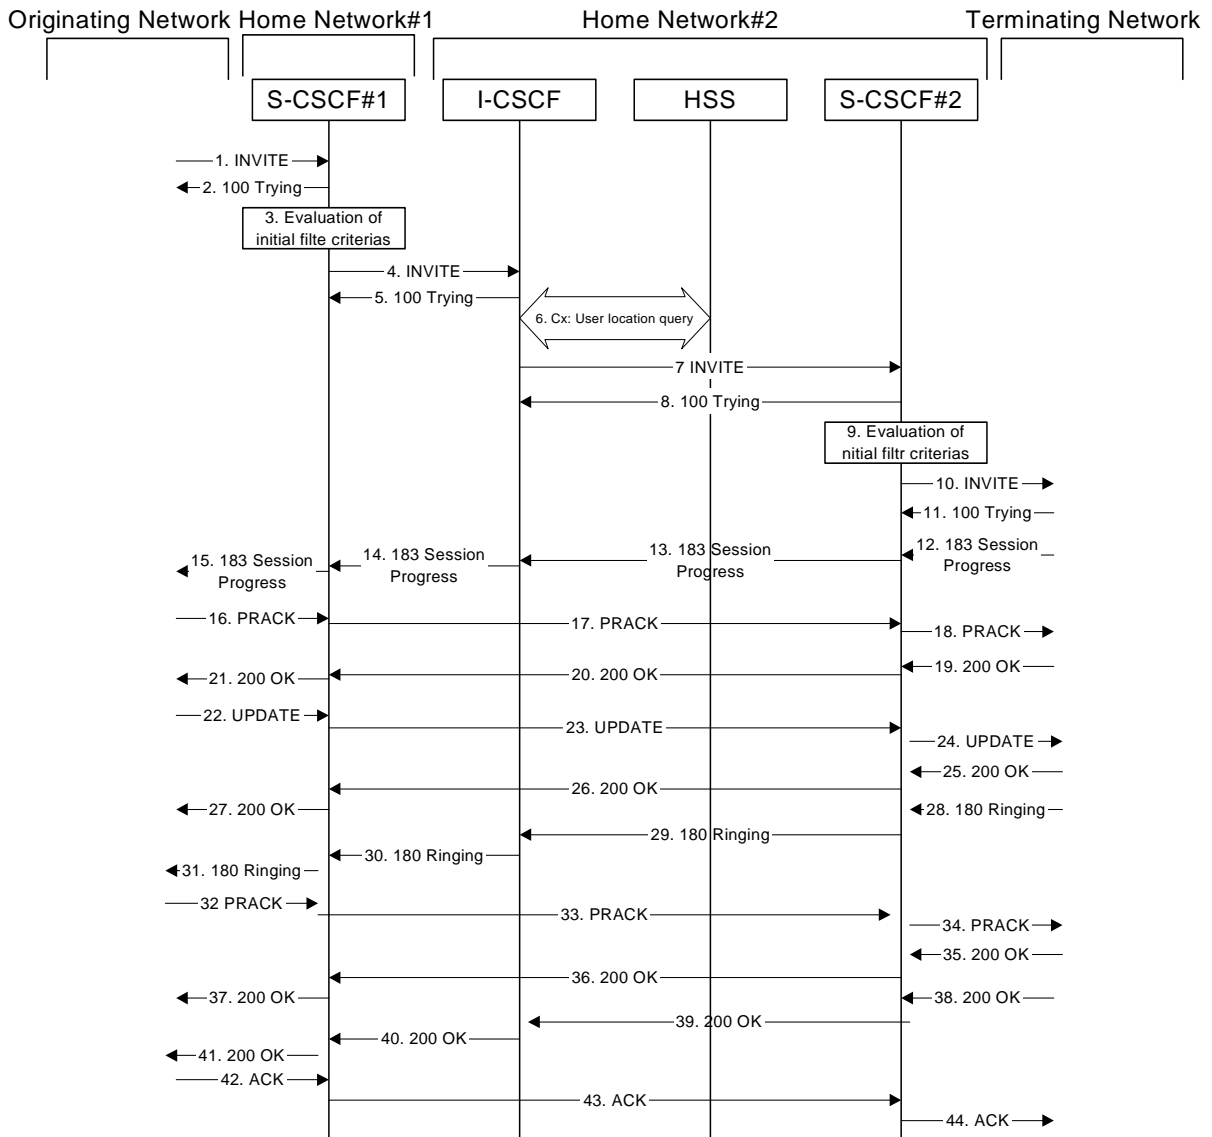 Originating Network Home Network#1 Home Network#2 Terminating Network
S-CSCF#1 I-CSCF HSS S-CSCF#2
1. INVITE
2. 100 Trying
3. Evaluation of
initial filte criterias
4. INVITE
5. 100 Trying
6. Cx: User location query
7 INVITE
8. 100 Trying
9. Evaluation of
nitial filtr criterias
10. INVITE
11. 100 Trying
12. 183 Session
Progress
13. 183 Session
Progress
14. 183 Session
Progress
15. 183 Session
Progress
16. PRACK
17. PRACK
18. PRACK
19. 200 OK
20. 200 OK
21. 200 OK
22. UPDATE
23. UPDATE
24. UPDATE
25. 200 OK
26. 200 OK
27. 200 OK
28. 180 Ringing
29. 180 Ringing
30. 180 Ringing
31. 180 Ringing
32 PRACK
33. PRACK
34. PRACK
35. 200 OK
36. 200 OK
37. 200 OK
38. 200 OK
39. 200 OK
40. 200 OK
41. 200 OK
42. ACK
43. ACK
44. ACK